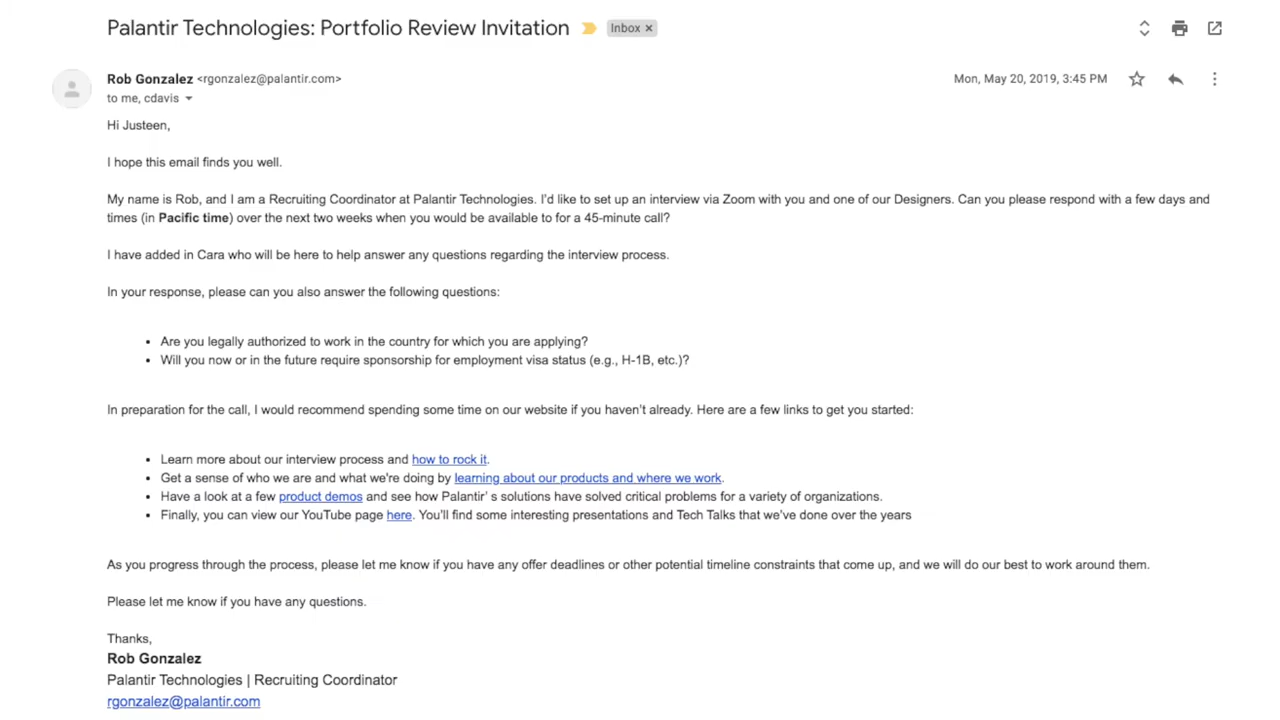 Palantir Technologies: Portfolio Review Invitation Inbox ×
Rob Gonzalez <rgonzalez@palantir.com> Mon, May 20, 2019, 3:45 PM
to me, cdavis
Hi Justeen,
I hope this email finds you well.
My name is Rob, and I am a Recruiting Coordinator at Palantir Technologies. I'd like to set up an interview via Zoom with you and one of our Designers. Can you please respond with a few days and
times (in Pacific time) over the next two weeks when you would be available to for a 45-minute call?
I have added in Cara who will be here to help answer any questions regarding the interview process.
In your response, please can you also answer the following questions:
• Are you legally authorized to work in the country for which you are applying?
• Will you now or in the future require sponsorship for employment visa status (e.g., H-1B, etc.)?
In preparation for the call, I would recommend spending some time on our website if you haven't already. Here are a few links to get you started:
• Learn more about our interview process and how to rock it.
• Get a sense of who we are and what we're doing by learning about our products and where we work.
• Have a look at a few product demos and see how Palantir' s solutions have solved critical problems for a variety of organizations.
• Finally, you can view our YouTube page here. You'll find some interesting presentations and Tech Talks that we've done over the years
As you progress through the process, please let me know if you have any offer deadlines or other potential timeline constraints that come up, and we will do our best to work around them.
Please let me know if you have any questions.
Thanks,
Rob Gonzalez
Palantir Technologies | Recruiting Coordinator
rgonzalez@palantir.com